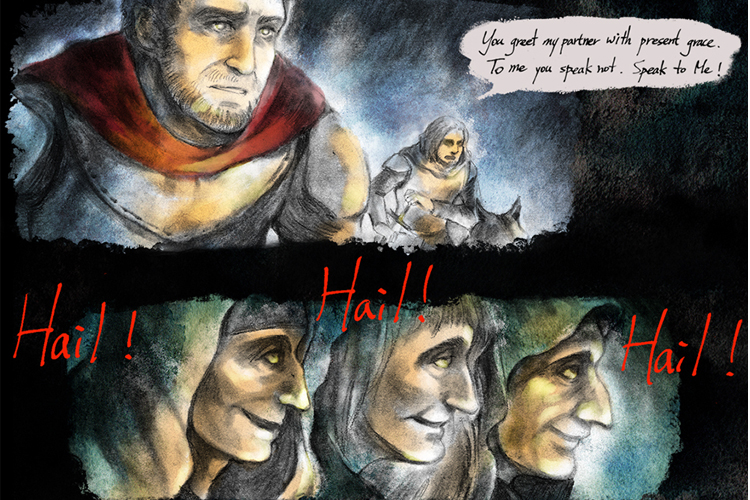 You greet my partner with present grace.
To me you speak not. Speak to Me!
Hail!
Hail!
Hail!